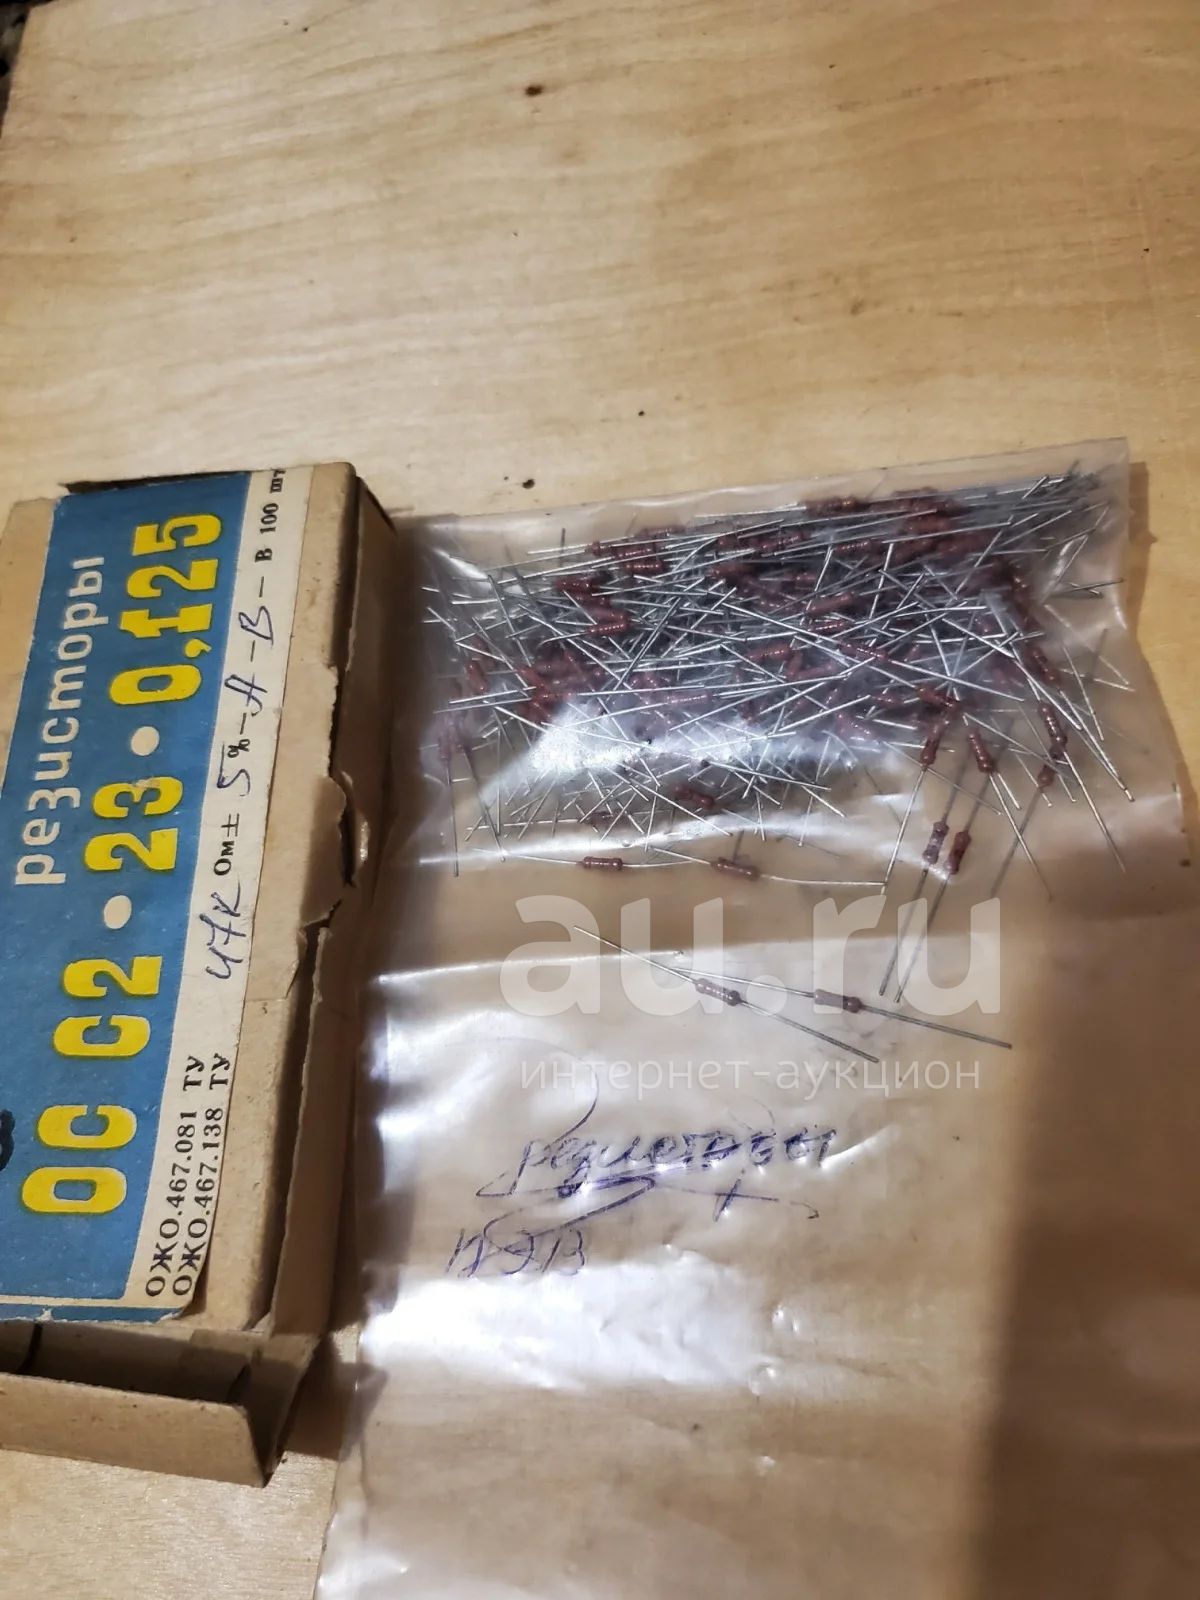 резисторы
ОС С2·23·0,125
47к Ом± 5%-А-В-В 100 шт
ОЖО.467.081 ТУ
ОЖО.467.138 ТУ
au.ru
интернет-аукцион
резисторы